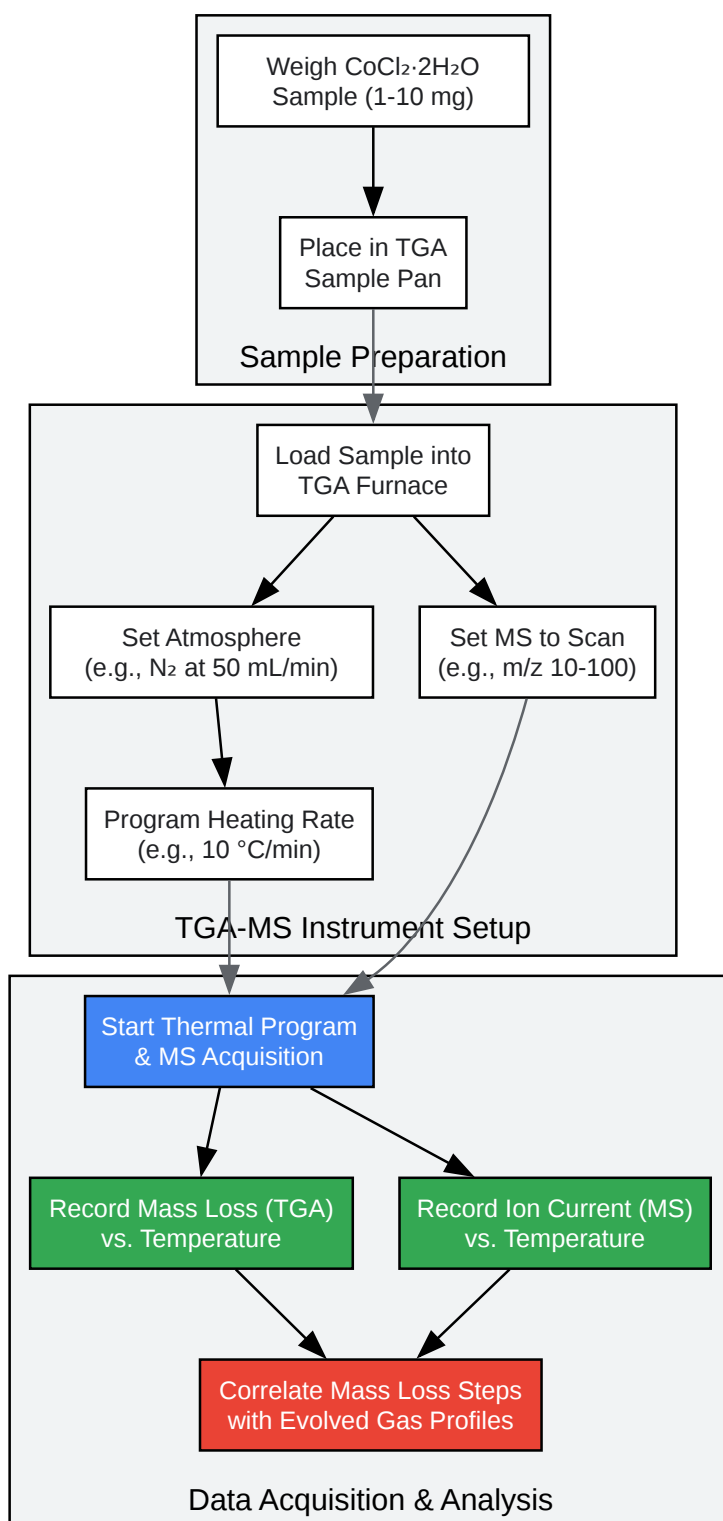 Weigh CoCl₂·2H₂O
Sample (1-10 mg)
Place in TGA
Sample Pan
Sample Preparation
Load Sample into
TGA Furnace
Set Atmosphere
(e.g., N₂ at 50 mL/min)
Set MS to Scan
(e.g., m/z 10-100)
Program Heating Rate
(e.g., 10 °C/min)
TGA-MS Instrument Setup
Start Thermal Program
& MS Acquisition
Record Mass Loss (TGA)
vs. Temperature
Record Ion Current (MS)
vs. Temperature
Correlate Mass Loss Steps
with Evolved Gas Profiles
Data Acquisition & Analysis